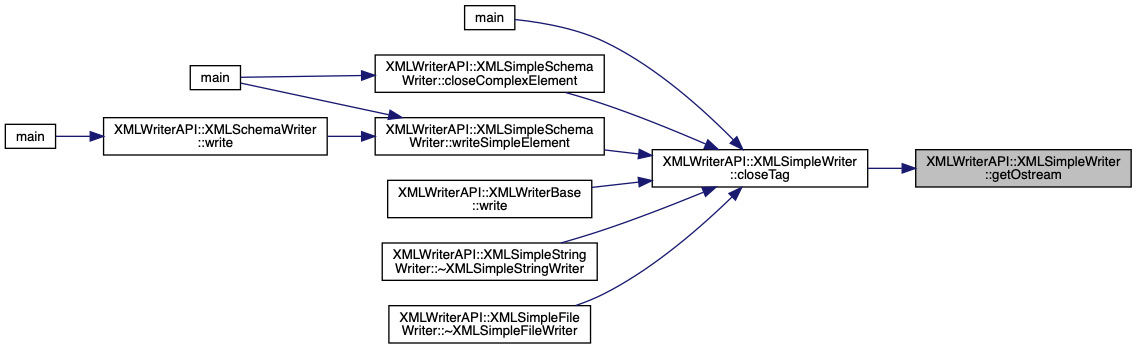 main
XMLWriterAPI::XMLSimpleSchema
Writer::closeComplexElement
main
XMLWriterAPI::XMLSchemaWriter
::write
main
XMLWriterAPI::XMLSimpleSchema
Writer::writeSimpleElement
XMLWriterAPI::XMLSimpleWriter
::closeTag
XMLWriterAPI::XMLSimpleWriter
::getOstream
XMLWriterAPI::XMLWriterBase
::write
XMLWriterAPI::XMLSimpleString
Writer::~XMLSimpleStringWriter
XMLWriterAPI::XMLSimpleFile
Writer::~XMLSimpleFileWriter